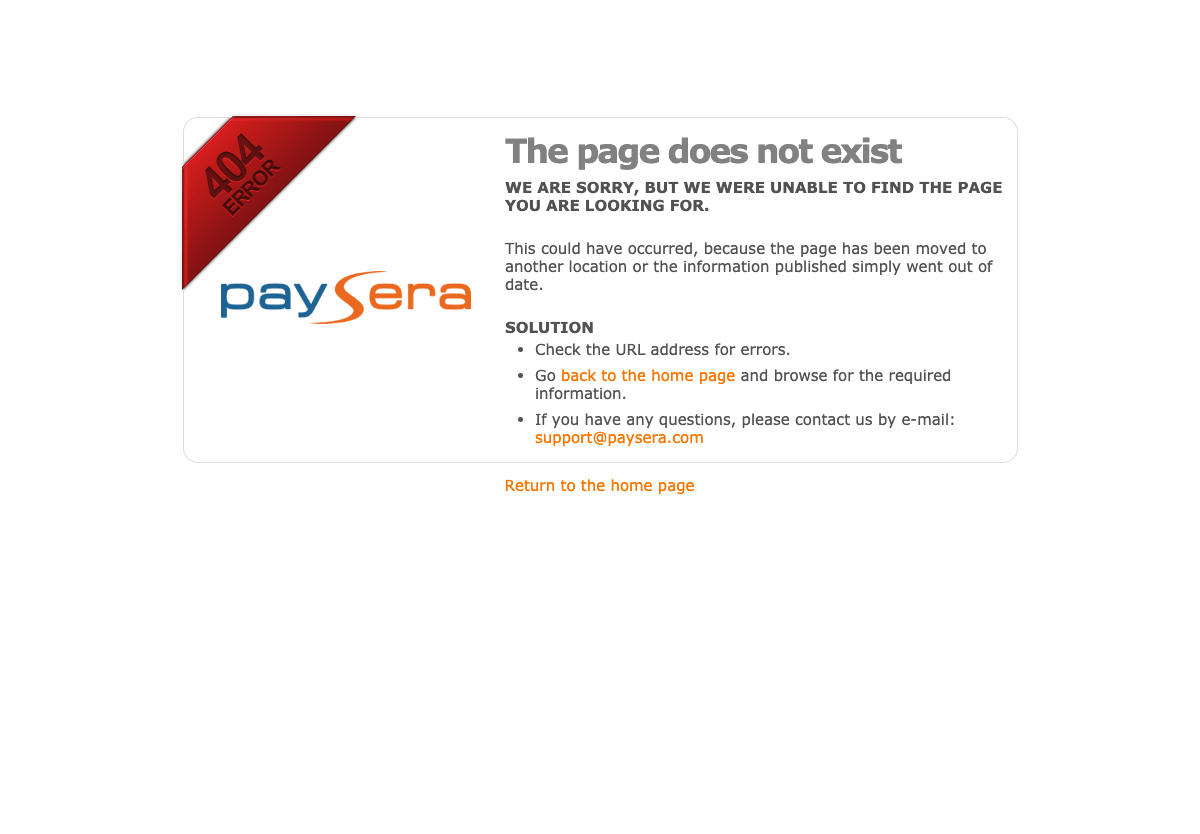 404
ERROR
paysera
The page does not exist
WE ARE SORRY, BUT WE WERE UNABLE TO FIND THE PAGE
YOU ARE LOOKING FOR.
This could have occurred, because the page has been moved to
another location or the information published simply went out of
date.
SOLUTION
• Check the URL address for errors.
• Go back to the home page and browse for the required
information.
• If you have any questions, please contact us by e-mail:
support@paysera.com
Return to the home page